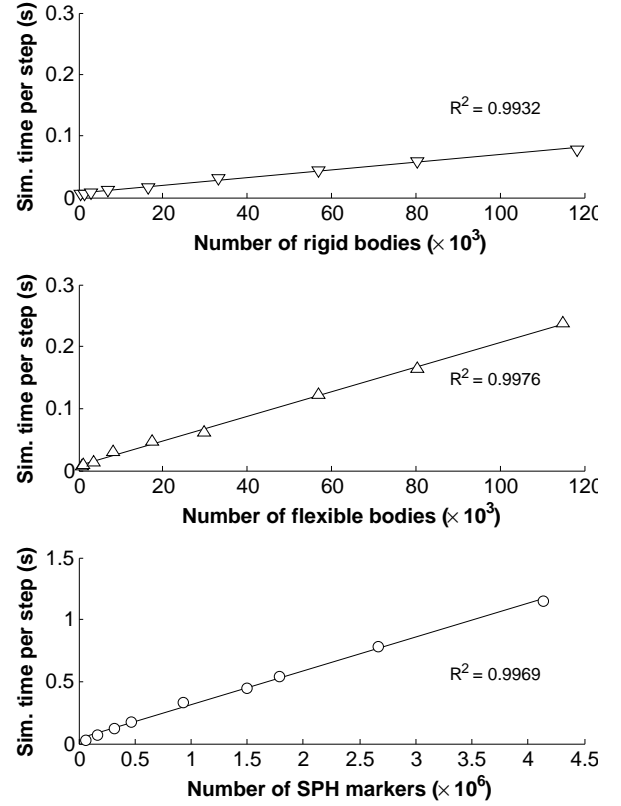 0.3
0.2
0.1
0
Sim. time per step (s)
R² = 0.9932
0 20 40 60 80 100 120
Number of rigid bodies (× 10³)
0.3
0.2
0.1
0
Sim. time per step (s)
R² = 0.9976
0 20 40 60 80 100 120
Number of flexible bodies (× 10³)
1.5
1
0.5
0
Sim. time per step (s)
R² = 0.9969
0 0.5 1 1.5 2 2.5 3 3.5 4 4.5
Number of SPH markers (× 10⁶)